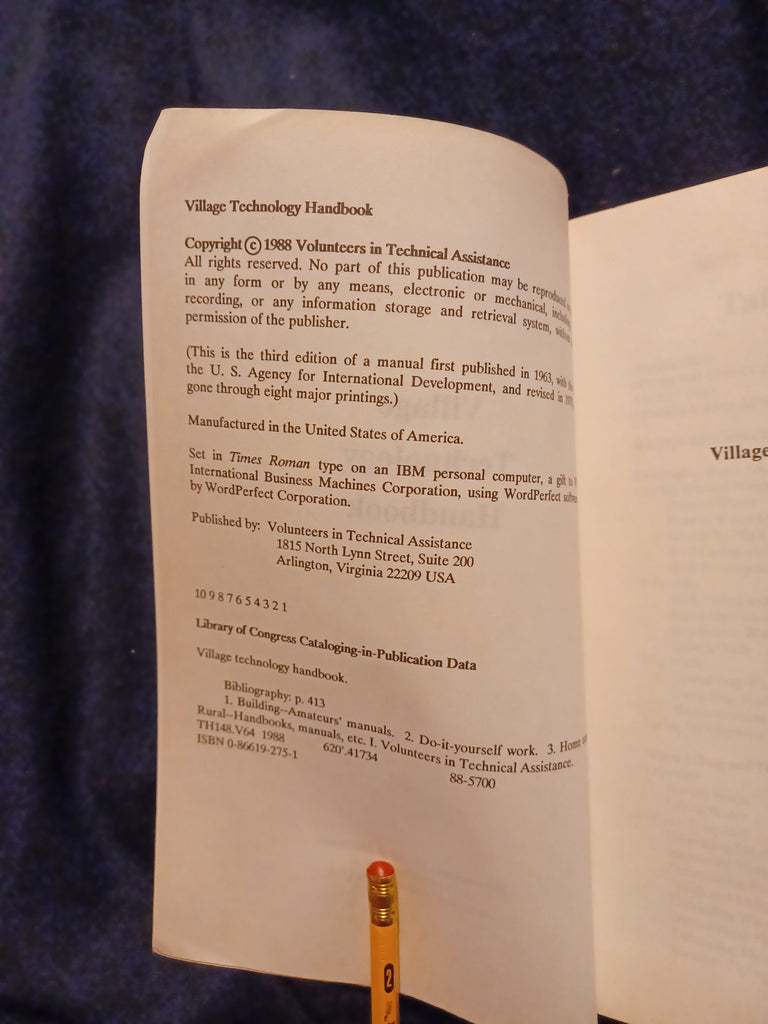 Village Technology Handbook
Copyright © 1988 Volunteers in Technical Assistance
All rights reserved. No part of this publication may be reproduced
in any form or by any means, electronic or mechanical,
recording, or any information storage and retrieval system,
permission of the publisher.
(This is the third edition of a manual first published in 1963,
the U. S. Agency for International Development, and revised in
gone through eight major printings.)
Manufactured in the United States of America.
Set in Times Roman type on an IBM personal computer, a gift to
International Business Machines Corporation, using WordPerfect
by WordPerfect Corporation.
Published by: Volunteers in Technical Assistance
1815 North Lynn Street, Suite 200
Arlington, Virginia 22209 USA
10 9 8 7 6 5 4 3 2 1
Library of Congress Cataloging-in-Publication Data
Village technology handbook.
Bibliography: p. 413
1. Building--Amateurs' manuals. 2. Do-it-yourself work. 3. Home
Rural--Handbooks, manuals, etc. I. Volunteers in Technical Assistance.
TH148.V64 1988 620'.41734 88-5700
ISBN 0-86619-275-1
Village
2